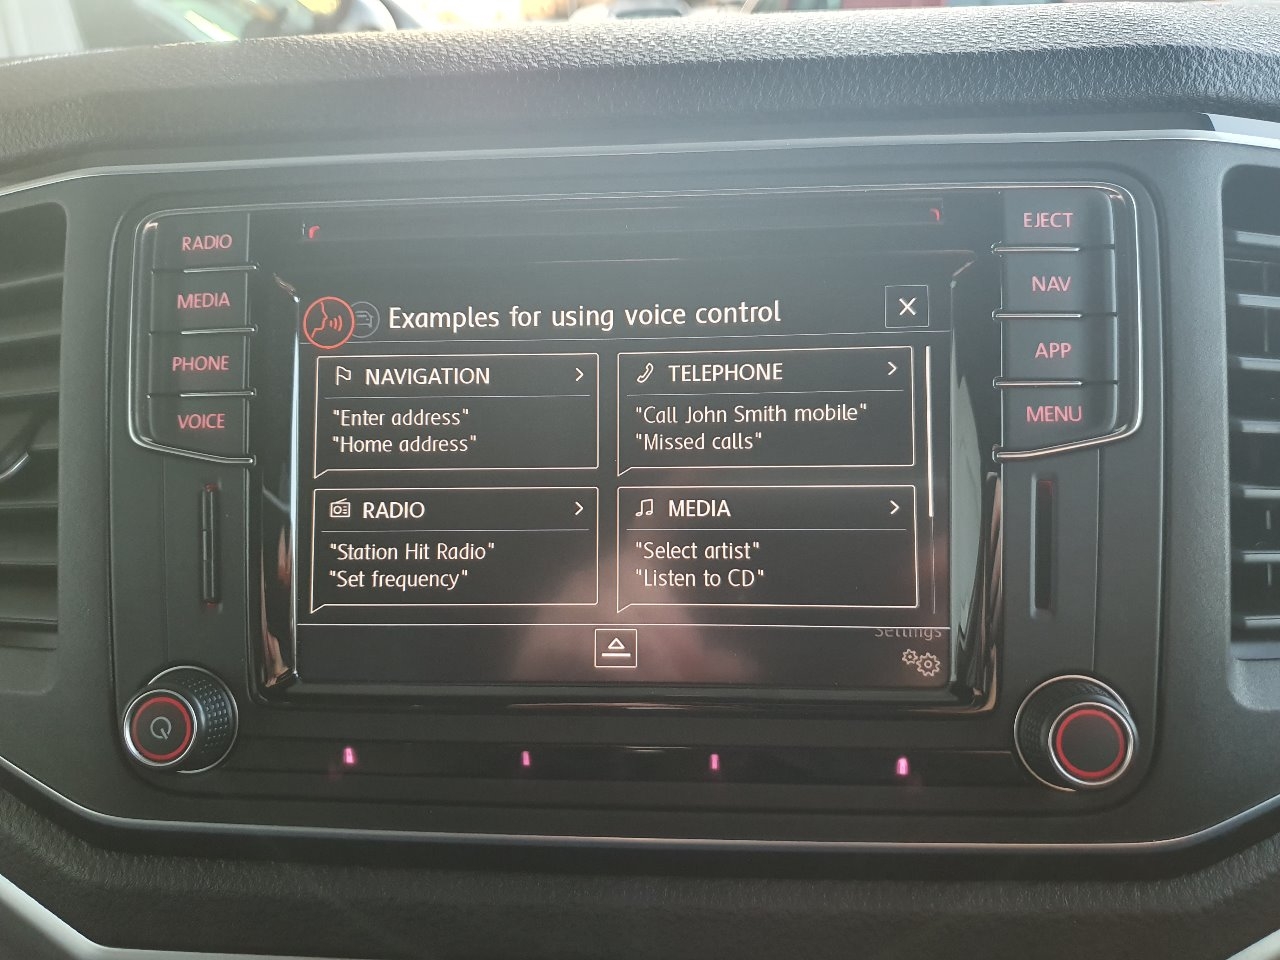 RADIO
MEDIA
PHONE
VOICE
Examples for using voice control
NAVIGATION
"Enter address"
"Home address"
TELEPHONE
"Call John Smith mobile"
"Missed calls"
RADIO
"Station Hit Radio"
"Set frequency"
MEDIA
"Select artist"
"Listen to CD"
Settings
EJECT
NAV
APP
MENU